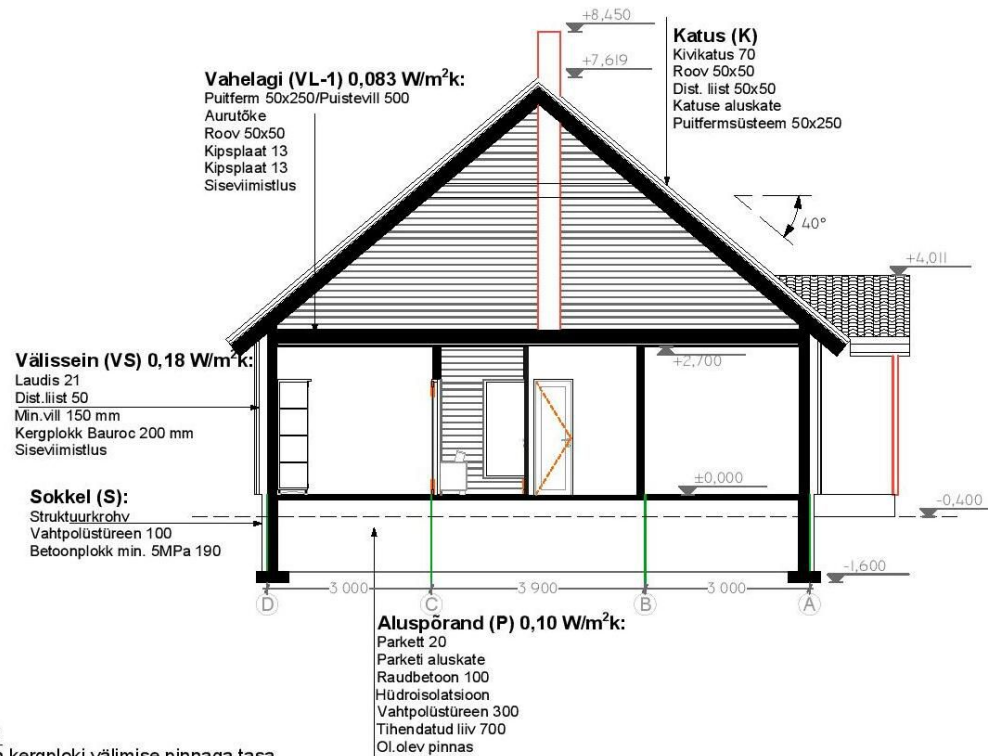 +8,450
Katus (K)
Kivikatus 70
Roov 50x50
Dist. liist 50x50
Katuse aluskate
Puitfermsüsteem 50x250
+7,619
Vahelagi (VL-1) 0,083 W/m²k:
Puitferm 50x250/Puistevill 500
Aurutõke
Roov 50x50
Kipsplaat 13
Kipsplaat 13
Siseviimistlus
40°
+4,011
Välissein (VS) 0,18 W/m²k:
Laudis 21
Dist.liist 50
Min.vill 150 mm
Kergplokk Bauroc 200 mm
Siseviimistlus
+2,700
±0,000
Sokkel (S):
Struktuurkrohv
Vahtpolüstüreen 100
Betoonplokk min. 5MPa 190
-0,400
-1,600
3 000
3 900
3 000
D
C
B
A
Aluspõrand (P) 0,10 W/m²k:
Parkett 20
Parketi aluskate
Raudbetoon 100
Hüdroisolatsioon
Vahtpolüstüreen 300
Tihendatud liiv 700
Ol.olev pinnas
kergploki välimise pinnaga tasa